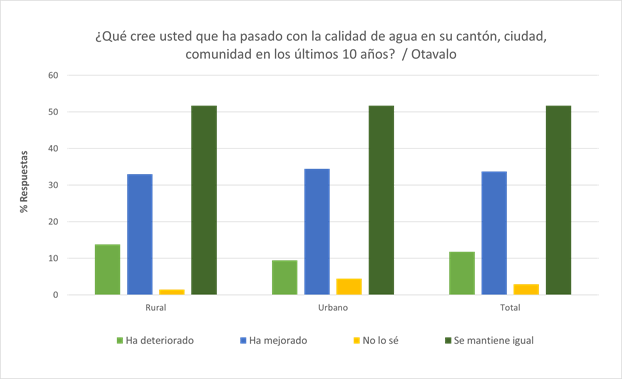 ¿Qué cree usted que ha pasado con la calidad de agua en su cantón, ciudad,
comunidad en los últimos 10 años?  / Otavalo
60
50
40
30
20
10
0
% Respuestas
Rural
Urbano
Total
Ha deteriorado
Ha mejorado
No lo sé
Se mantiene igual